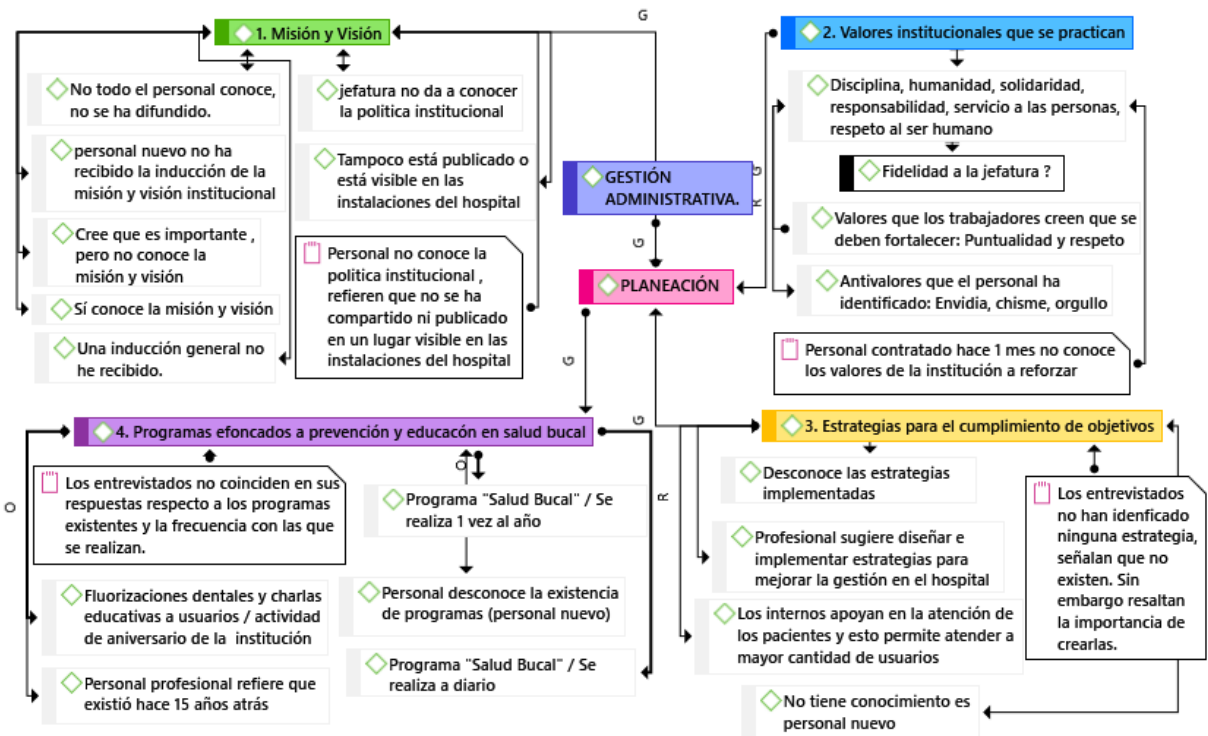 G
1. Misión y Visión
2. Valores institucionales que se practican
No todo el personal conoce,
no se ha difundido.
jefatura no da a conocer
la politica institucional
Disciplina, humanidad, solidaridad,
responsabilidad, servicio a las personas,
respeto al ser humano
personal nuevo no ha
recibido la inducción de la
misión y visión institucional
Tampoco está publicado o
está visible en las
instalaciones del hospital
GESTIÓN
ADMINISTRATIVA.
G
R
Fidelidad a la jefatura ?
Valores que los trabajadores creen que se
deben fortalecer: Puntualidad y respeto
Cree que es importante ,
pero no conoce la
misión y visión
Personal no conoce la
politica institucional ,
refieren que no se ha
compartido ni publicado
en un lugar visible en las
instalaciones del hospital
G
PLANEACIÓN
Antivalores que el personal ha
identificado: Envidia, chisme, orgullo
Sí conoce la misión y visión
Una inducción general no
he recibido.
Personal contratado hace 1 mes no conoce
los valores de la institución a reforzar
G
G
4. Programas efoncados a prevención y educacón en salud bucal
3. Estrategias para el cumplimiento de objetivos
Los entrevistados no coinciden en sus
respuestas respecto a los programas
existentes y la frecuencia con las que
se realizan.
O
O
R
Programa "Salud Bucal" / Se
realiza 1 vez al año
Desconoce las estrategias
implementadas
Los entrevistados
no han idenficado
ninguna estrategia,
señalan que no
existen. Sin
embargo resaltan
la importancia de
crearlas.
Profesional sugiere diseñar e
implementar estrategias para
mejorar la gestión en el hospital
Fluorizaciones dentales y charlas
educativas a usuarios / actividad
de aniversario de la institución
Personal desconoce la existencia
de programas (personal nuevo)
Los internos apoyan en la atención de
los pacientes y esto permite atender a
mayor cantidad de usuarios
Personal profesional refiere que
existió hace 15 años atrás
Programa "Salud Bucal" / Se
realiza a diario
No tiene conocimiento es
personal nuevo